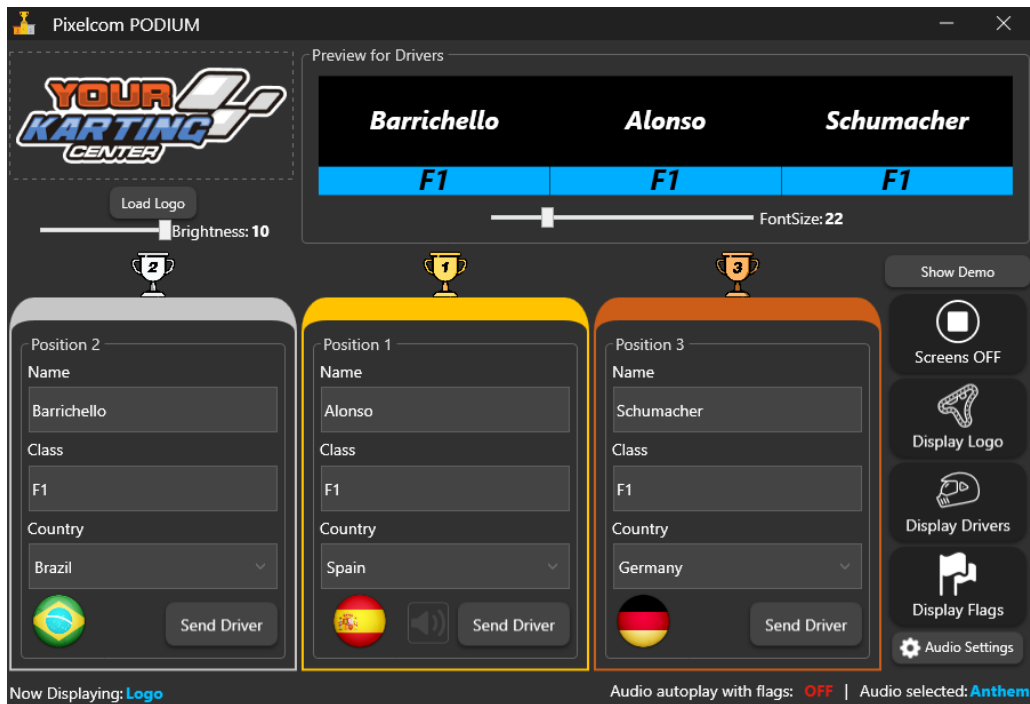 Pixelcom PODIUM
YOUR
KARTING
CENTER
Load Logo
Brightness: 10
Preview for Drivers
Barrichello Alonso Schumacher
F1 F1 F1
FontSize: 22
2 1 3
Show Demo
Screens OFF
Display Logo
Display Drivers
Display Flags
Audio Settings
Position 2
Name
Barrichello
Class
F1
Country
Brazil
Send Driver
Position 1
Name
Alonso
Class
F1
Country
Spain
Send Driver
Position 3
Name
Schumacher
Class
F1
Country
Germany
Send Driver
Now Displaying: Logo
Audio autoplay with flags: OFF | Audio selected: Anthem